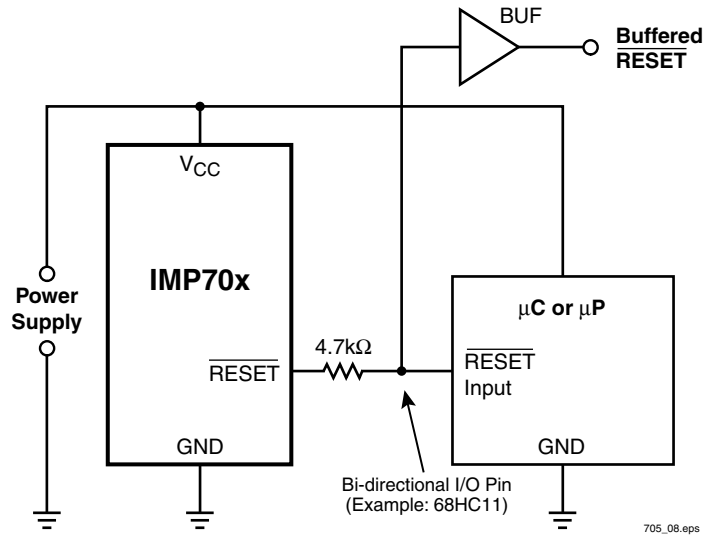 BUF
Buffered
RESET
VCC
IMP70x
Power
Supply
μC or μP
4.7kΩ
RESET
RESET
Input
GND
GND
Bi-directional I/O Pin
(Example: 68HC11)
705_08.eps